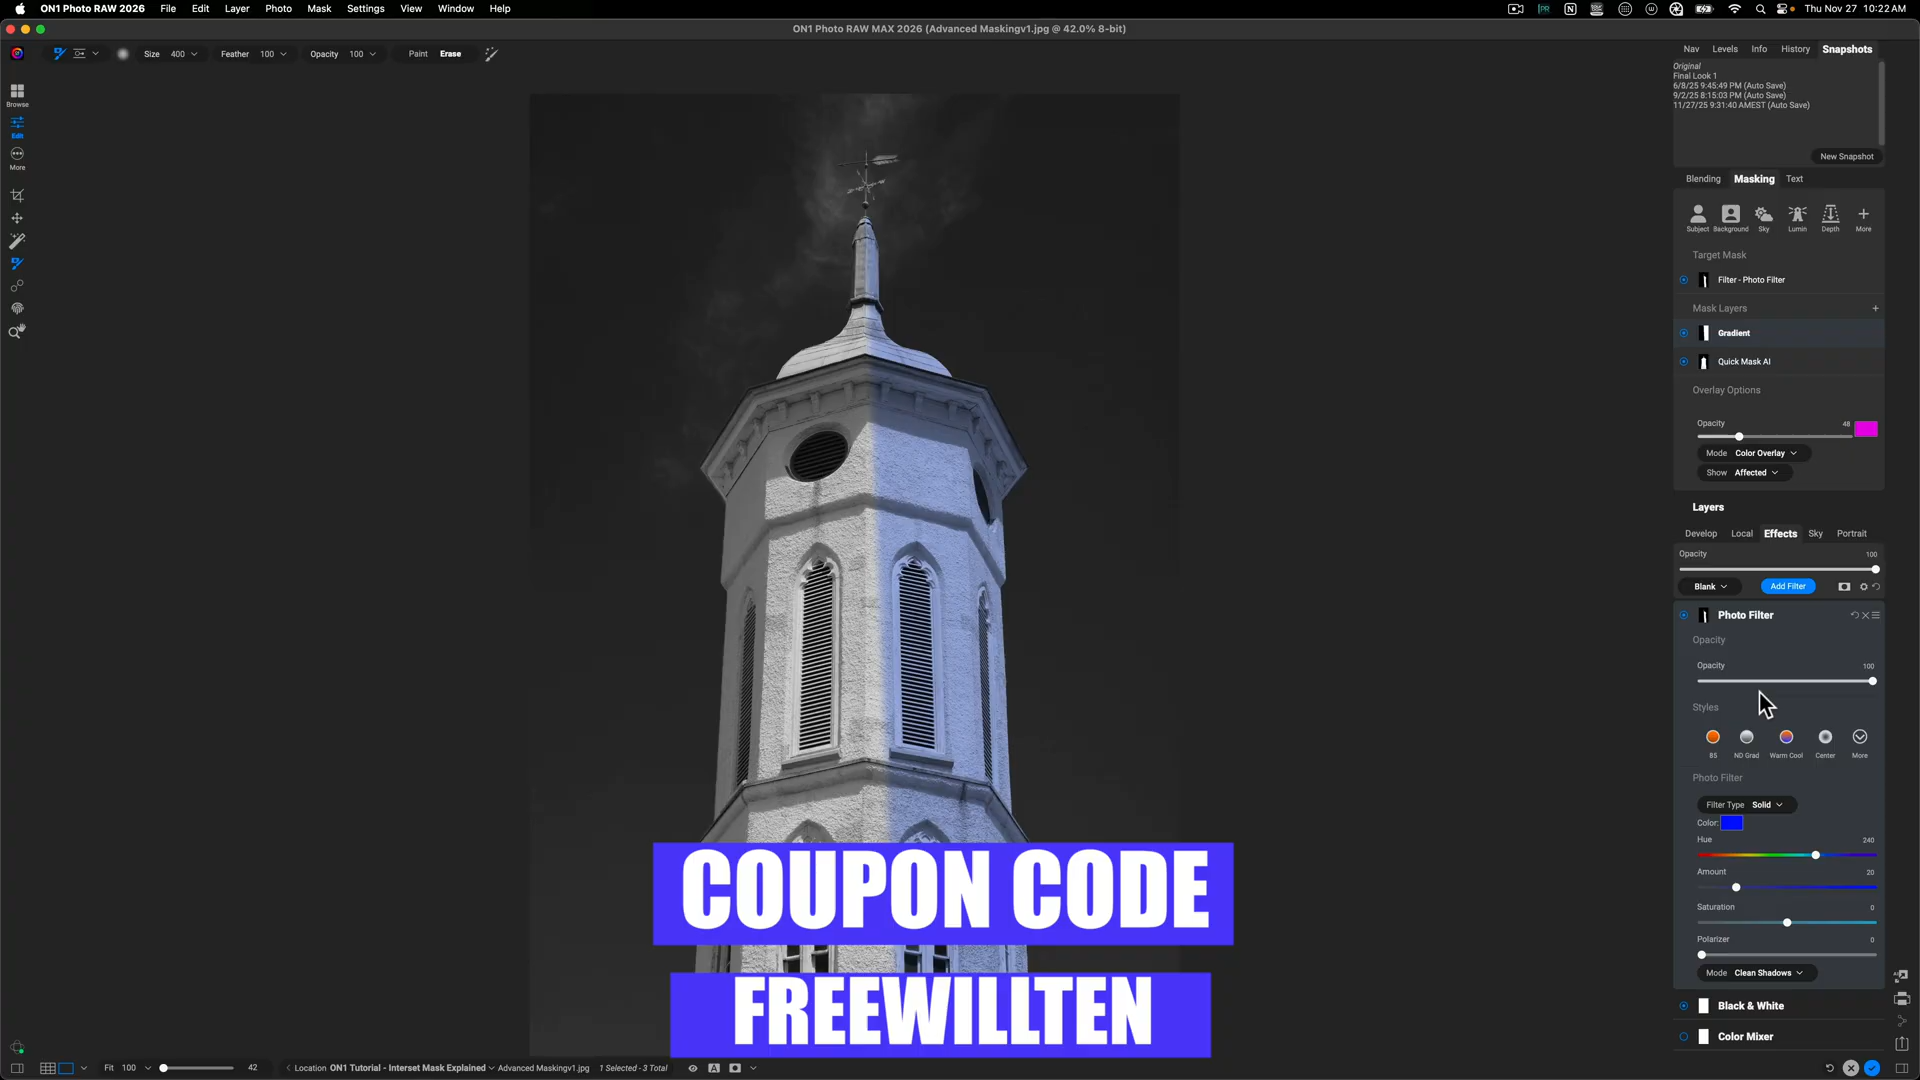 ON1 Photo RAW 2026 File Edit Layer Photo Mask Settings View Window Help
Thu Nov 27 10:22 AM
ON1 Photo RAW MAX 2026 (Advanced Maskingv1.jpg @ 42.0% 8-bit)
Size 400 Feather 100 Opacity 100 Paint Erase
Browse
Edit
More
Nav Levels Info History Snapshots
Original
Final Look 1
6/8/25 9:45:49 PM (Auto Save)
9/2/25 8:15:03 PM (Auto Save)
11/27/25 9:31:40 AMEST (Auto Save)
New Snapshot
Blending Masking Text
Subject Background Sky Lumin Depth More
Target Mask
Filter - Photo Filter
Mask Layers
Gradient
Quick Mask AI
Overlay Options
Opacity 48
Mode Color Overlay
Show Affected
Layers
Develop Local Effects Sky Portrait
Opacity 100
Blank Add Filter
Photo Filter
Opacity
Opacity 100
Styles
85 ND Grad Warm Cool Center More
Photo Filter
Filter Type Solid
Color:
Hue 240
Amount 20
Saturation 0
Polarizer 0
Mode Clean Shadows
Black & White
Color Mixer
COUPON CODE
FREEWILLTEN
Fit 100 42 Location ON1 Tutorial - Interset Mask Explained Advanced Maskingv1.jpg 1 Selected - 3 Total